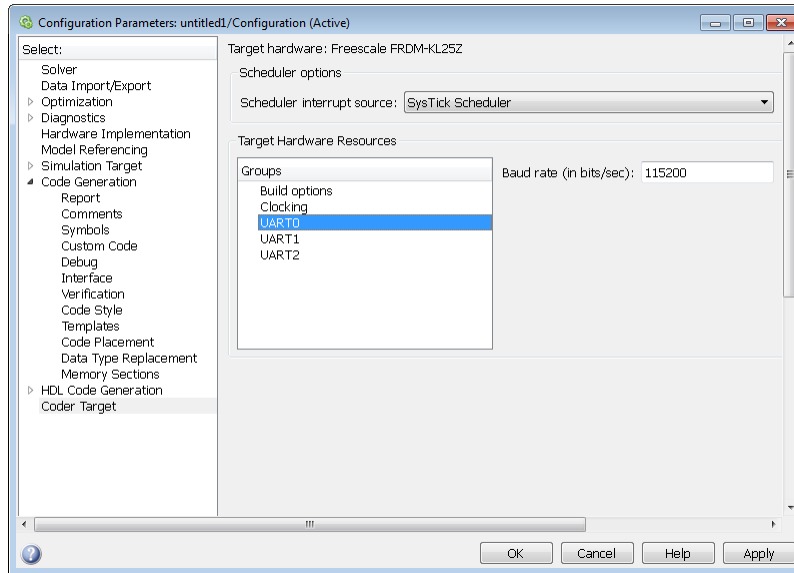 Configuration Parameters: untitled1/Configuration (Active)
Select:
Solver
Data Import/Export
Optimization
Diagnostics
Hardware Implementation
Model Referencing
Simulation Target
Code Generation
Report
Comments
Symbols
Custom Code
Debug
Interface
Verification
Code Style
Templates
Code Placement
Data Type Replacement
Memory Sections
HDL Code Generation
Coder Target
Target hardware: Freescale FRDM-KL25Z
Scheduler options
Scheduler interrupt source: SysTick Scheduler
Target Hardware Resources
Groups
Build options
Clocking
UART0
UART1
UART2
Baud rate (in bits/sec): 115200
OK Cancel Help Apply